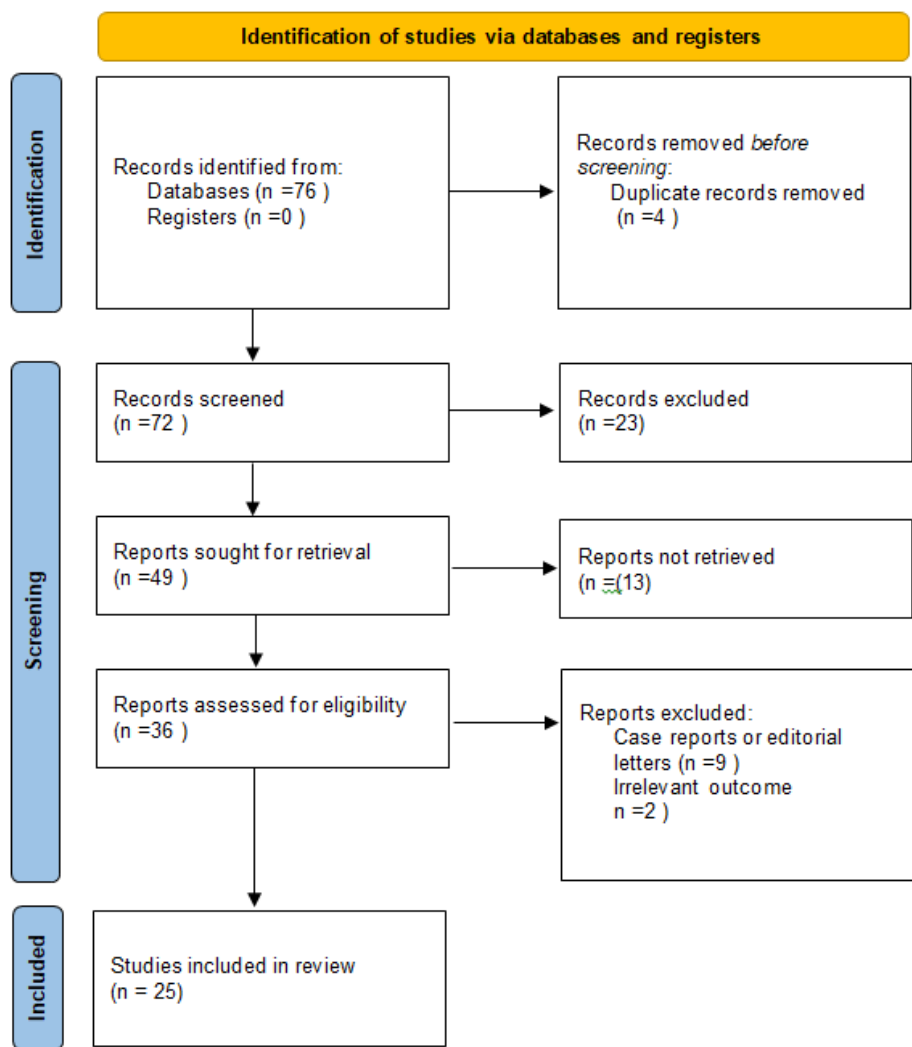 Identification of studies via databases and registers
Identification
Records identified from:
Databases (n =76 )
Registers (n =0 )
Records removed before
screening:
Duplicate records removed
(n =4 )
Screening
Records screened
(n =72 )
Records excluded
(n =23)
Reports sought for retrieval
(n =49 )
Reports not retrieved
(n =(13)
Reports assessed for eligibility
(n =36 )
Reports excluded:
Case reports or editorial
letters (n =9 )
Irrelevant outcome
n =2 )
Included
Studies included in review
(n = 25)